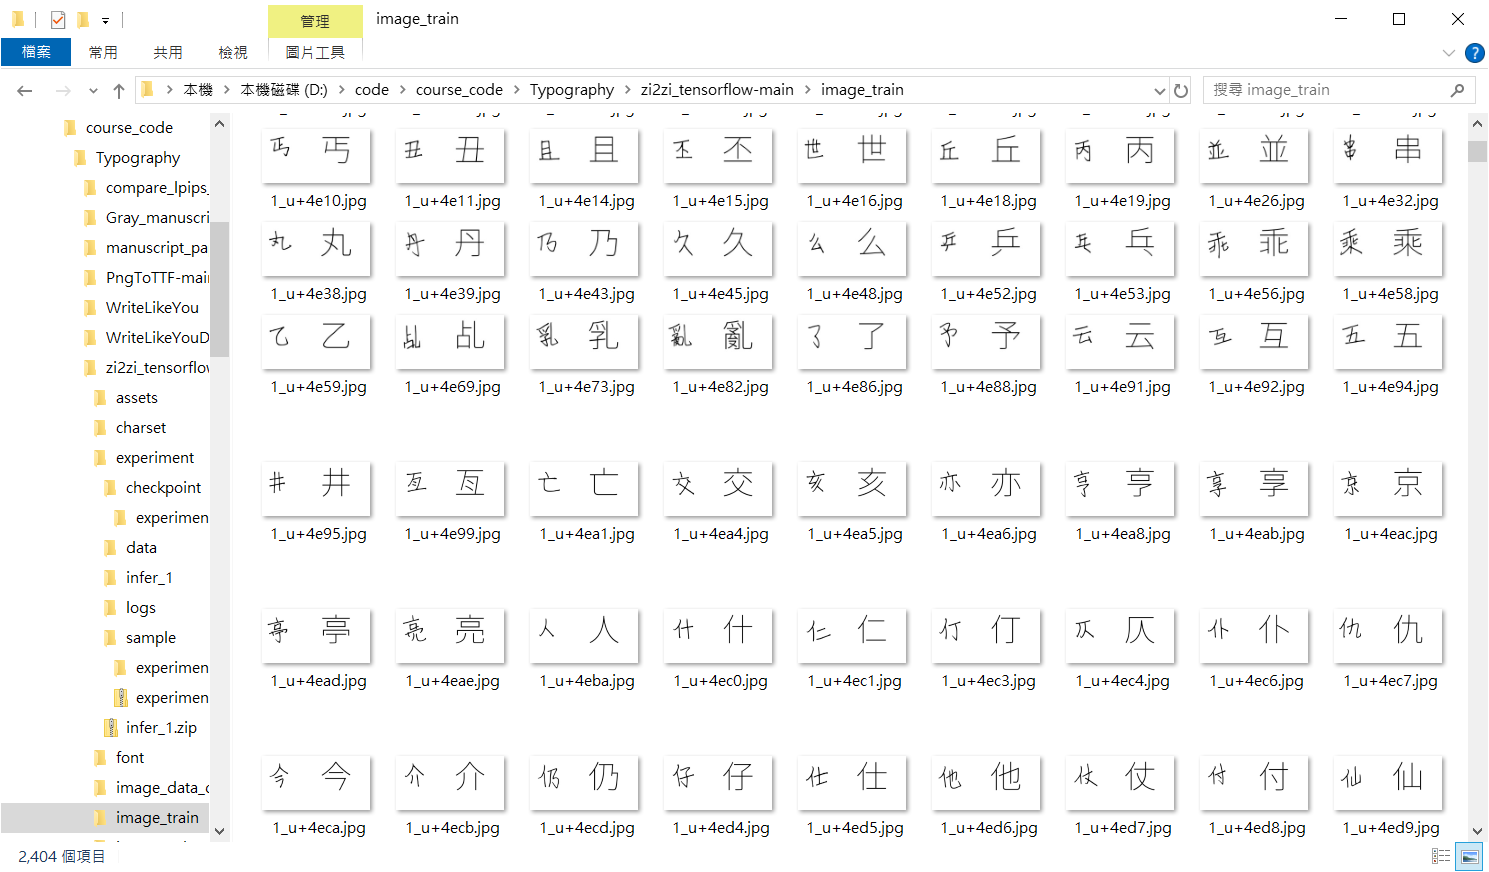 管理 image_train
檔案 常用 共用 檢視 圖片工具
本機 本機磁碟 (D:) code course_code Typography zi2zi_tensorflow-main image_train 搜尋 image_train
course_code
Typography
compare_lpips_
Gray_manuscri
manuscript_pa
PngToTTF-mair
WriteLikeYou
WriteLikeYouD
zi2zi_tensorflow
assets
charset
experiment
checkpoint
experimen
data
infer_1
logs
sample
experimen
experimen
infer_1.zip
font
image_data_c
image_train
丏 丏 丑 丑 且 且 丕 丕 世 世 丘 丘 丙 丙 並 並 串 串
1_u+4e10.jpg 1_u+4e11.jpg 1_u+4e14.jpg 1_u+4e15.jpg 1_u+4e16.jpg 1_u+4e18.jpg 1_u+4e19.jpg 1_u+4e26.jpg 1_u+4e32.jpg
丸 丸 丹 丹 乃 乃 久 久 么 么 乒 乒 乓 乓 乖 乖 乘 乘
1_u+4e38.jpg 1_u+4e39.jpg 1_u+4e43.jpg 1_u+4e45.jpg 1_u+4e48.jpg 1_u+4e52.jpg 1_u+4e53.jpg 1_u+4e56.jpg 1_u+4e58.jpg
乙 乙 乩 乩 乳 乳 亂 亂 了 了 予 予 云 云 互 互 五 五
1_u+4e59.jpg 1_u+4e69.jpg 1_u+4e73.jpg 1_u+4e82.jpg 1_u+4e86.jpg 1_u+4e88.jpg 1_u+4e91.jpg 1_u+4e92.jpg 1_u+4e94.jpg
井 井 亙 亙 亡 亡 交 交 亥 亥 亦 亦 亨 亨 享 享 京 京
1_u+4e95.jpg 1_u+4e99.jpg 1_u+4ea1.jpg 1_u+4ea4.jpg 1_u+4ea5.jpg 1_u+4ea6.jpg 1_u+4ea8.jpg 1_u+4eab.jpg 1_u+4eac.jpg
亭 亭 亮 亮 人 人 什 什 仁 仁 仃 仃 仄 仄 仆 仆 仇 仇
1_u+4ead.jpg 1_u+4eae.jpg 1_u+4eba.jpg 1_u+4ec0.jpg 1_u+4ec1.jpg 1_u+4ec3.jpg 1_u+4ec4.jpg 1_u+4ec6.jpg 1_u+4ec7.jpg
今 今 介 介 仍 仍 仔 仔 仕 仕 他 他 仗 仗 付 付 仙 仙
1_u+4eca.jpg 1_u+4ecb.jpg 1_u+4ecd.jpg 1_u+4ed4.jpg 1_u+4ed5.jpg 1_u+4ed6.jpg 1_u+4ed7.jpg 1_u+4ed8.jpg 1_u+4ed9.jpg
2,404 個項目